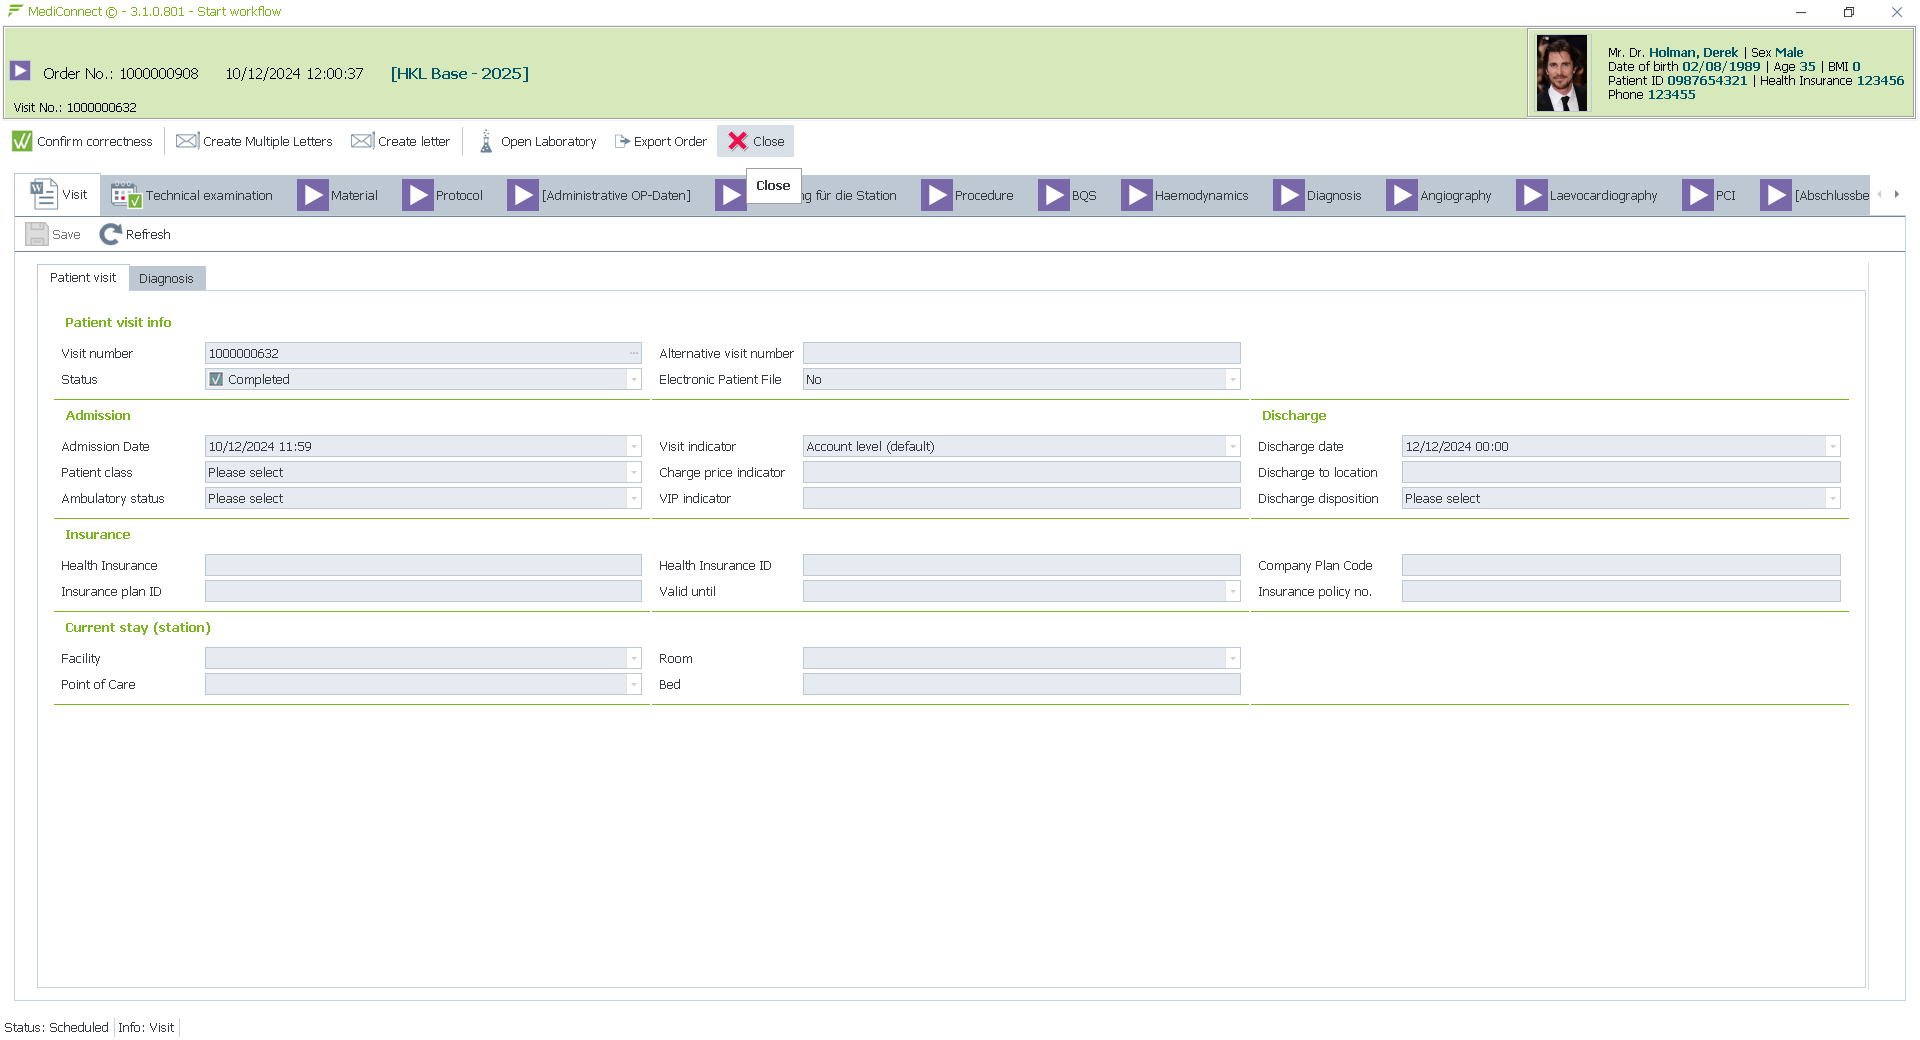 MediConnect © - 3.1.0.801 - Start workflow
Order No.: 1000000908 10/12/2024 12:00:37 [HKL Base - 2025]
Visit No.: 1000000632
Mr. Dr. Holman, Derek | Sex Male
Date of birth 02/08/1989 | Age 35 | BMI 0
Patient ID 0987654321 | Health Insurance 123456
Phone 123455
Confirm correctness Create Multiple Letters Create letter Open Laboratory Export Order Close
Close
Visit Technical examination Material Protocol [Administrative OP-Daten] für die Station Procedure BQS Haemodynamics Diagnosis Angiography Laevocardiography PCI [Abschlussbe
Save Refresh
Patient visit Diagnosis
Patient visit info
Visit number 1000000632 ... Alternative visit number
Status Completed Electronic Patient File No
Admission Discharge
Admission Date 10/12/2024 11:59 Visit indicator Account level (default) Discharge date 12/12/2024 00:00
Patient class Please select Charge price indicator Discharge to location
Ambulatory status Please select VIP indicator Discharge disposition Please select
Insurance
Health Insurance Health Insurance ID Company Plan Code
Insurance plan ID Valid until Insurance policy no.
Current stay (station)
Facility Room
Point of Care Bed
Status: Scheduled Info: Visit